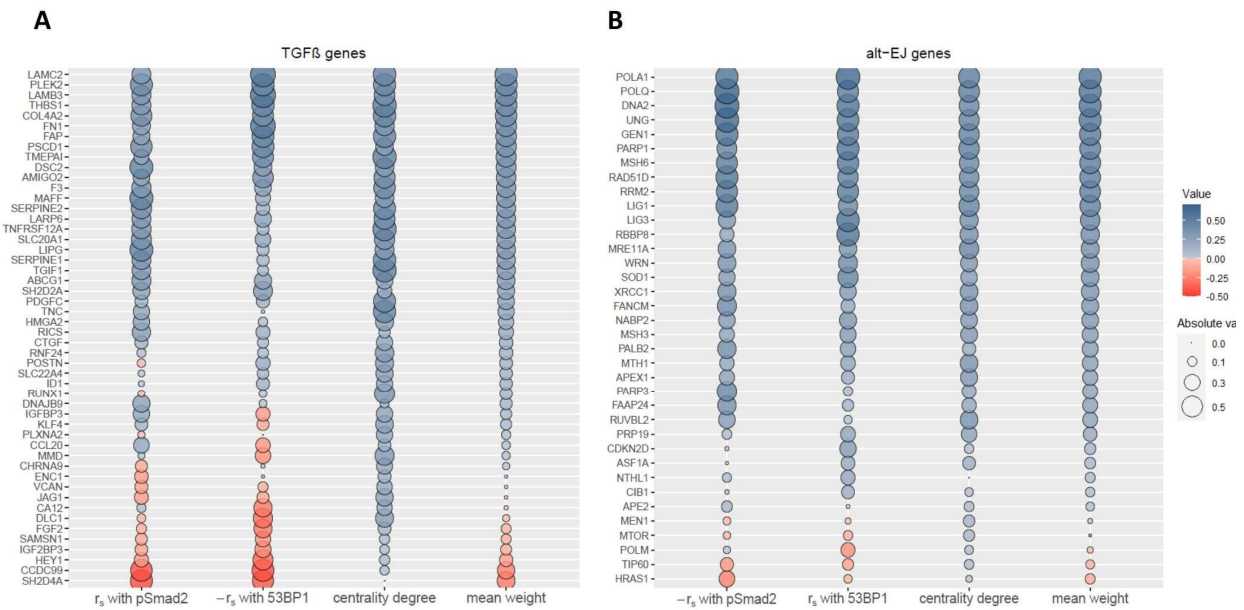 A
TGFß genes
LAMC2
PLEK2
LAMB3
THBS1
COL4A2
FN1
FAP
PSCD1
TMEPAI
DSC2
AMIGO2
F3
MAFF
SERPINE2
LARP6
TNFRSF12A
SLC20A1
LIPG
SERPINE1
TGIF1
ABCG1
SH2D2A
PDGFC
TNC
HMGA2
RICS
CTGF
RNF24
POSTN
SLC22A4
ID1
RUNX1
DNAJB9
IGFBP3
KLF4
PLXNA2
CCL20
MMD
CHRNA9
ENC1
VCAN
JAG1
CA12
DLC1
FGF2
SAMSN1
IGF2BP3
HEY1
CCDC99
SH2D4A
rs with pSmad2 −rs with 53BP1 centrality degree mean weight
B
alt−EJ genes
POLA1
POLQ
DNA2
UNG
GEN1
PARP1
MSH6
RAD51D
RRM2
LIG1
LIG3
RBBP8
MRE11A
WRN
SOD1
XRCC1
FANCM
NABP2
MSH3
PALB2
MTH1
APEX1
PARP3
FAAP24
RUVBL2
PRP19
CDKN2D
ASF1A
NTHL1
CIB1
APE2
MEN1
MTOR
POLM
TIP60
HRAS1
−rs with pSmad2 rs with 53BP1 centrality degree mean weight
Value
0.50
0.25
0.00
−0.25
−0.50
Absolute va
0.0
0.1
0.3
0.5